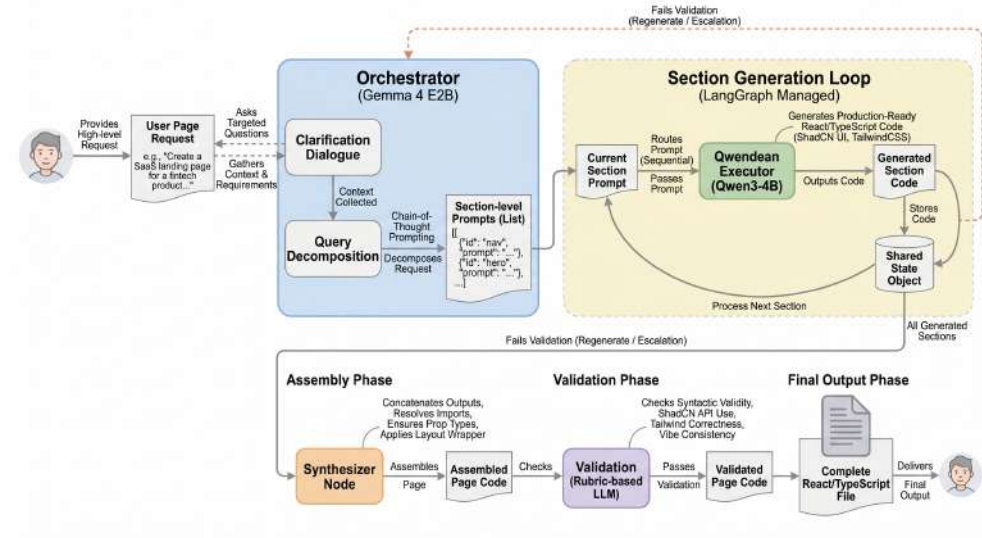 Fails Validation
(Regenerate / Escalation)
Orchestrator
(Gemma 4 E2B)
Section Generation Loop
(LangGraph Managed)
Provides
High-level
Request
User Page
Request
e.g., "Create a
SaaS landing page
for a fintech
product..."
Asks
Targeted
Questions
Gathers
Context &
Requirements
Clarification
Dialogue
Context
Collected
Query
Decomposition
Chain-of-
Thought
Prompting
Decomposes
Request
Section-level
Prompts (List)
[[
{"id": "nav",
"prompt": "..."},
{"id": "hero",
"prompt": "..."},
...]
Current
Section
Prompt
Routes
Prompt
(Sequential)
Passes
Prompt
Qwendean
Executor
(Qwen3-4B)
Generates Production-Ready
React/TypeScript Code
(ShadCN UI, TailwindCSS)
Outputs Code
Generated
Section
Code
Stores
Code
Shared
State
Object
Process Next Section
All Generated
Sections
Fails Validation (Regenerate / Escalation)
Assembly Phase
Concatenates Outputs,
Resolves Imports,
Ensures Prop Types,
Applies Layout Wrapper
Synthesizer
Node
Assembles
Page
Assembled
Page Code
Checks
Validation Phase
Checks Syntactic Validity,
ShadCN API Use,
Tailwind Correctness,
Vibe Consistency
Validation
(Rubric-based
LLM)
Passes
Validation
Validated
Page Code
Final Output Phase
Complete
React/TypeScript
File
Delivers
Final
Output